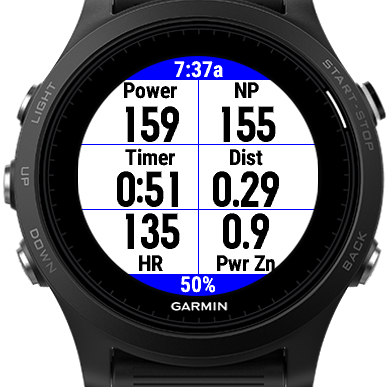 7:37a
Power NP
159 155
Timer Dist
0:51 0.29
135 0.9
HR Pwr Zn
50%
GARMIN
LIGHT
UP
DOWN
START·STOP
BACK